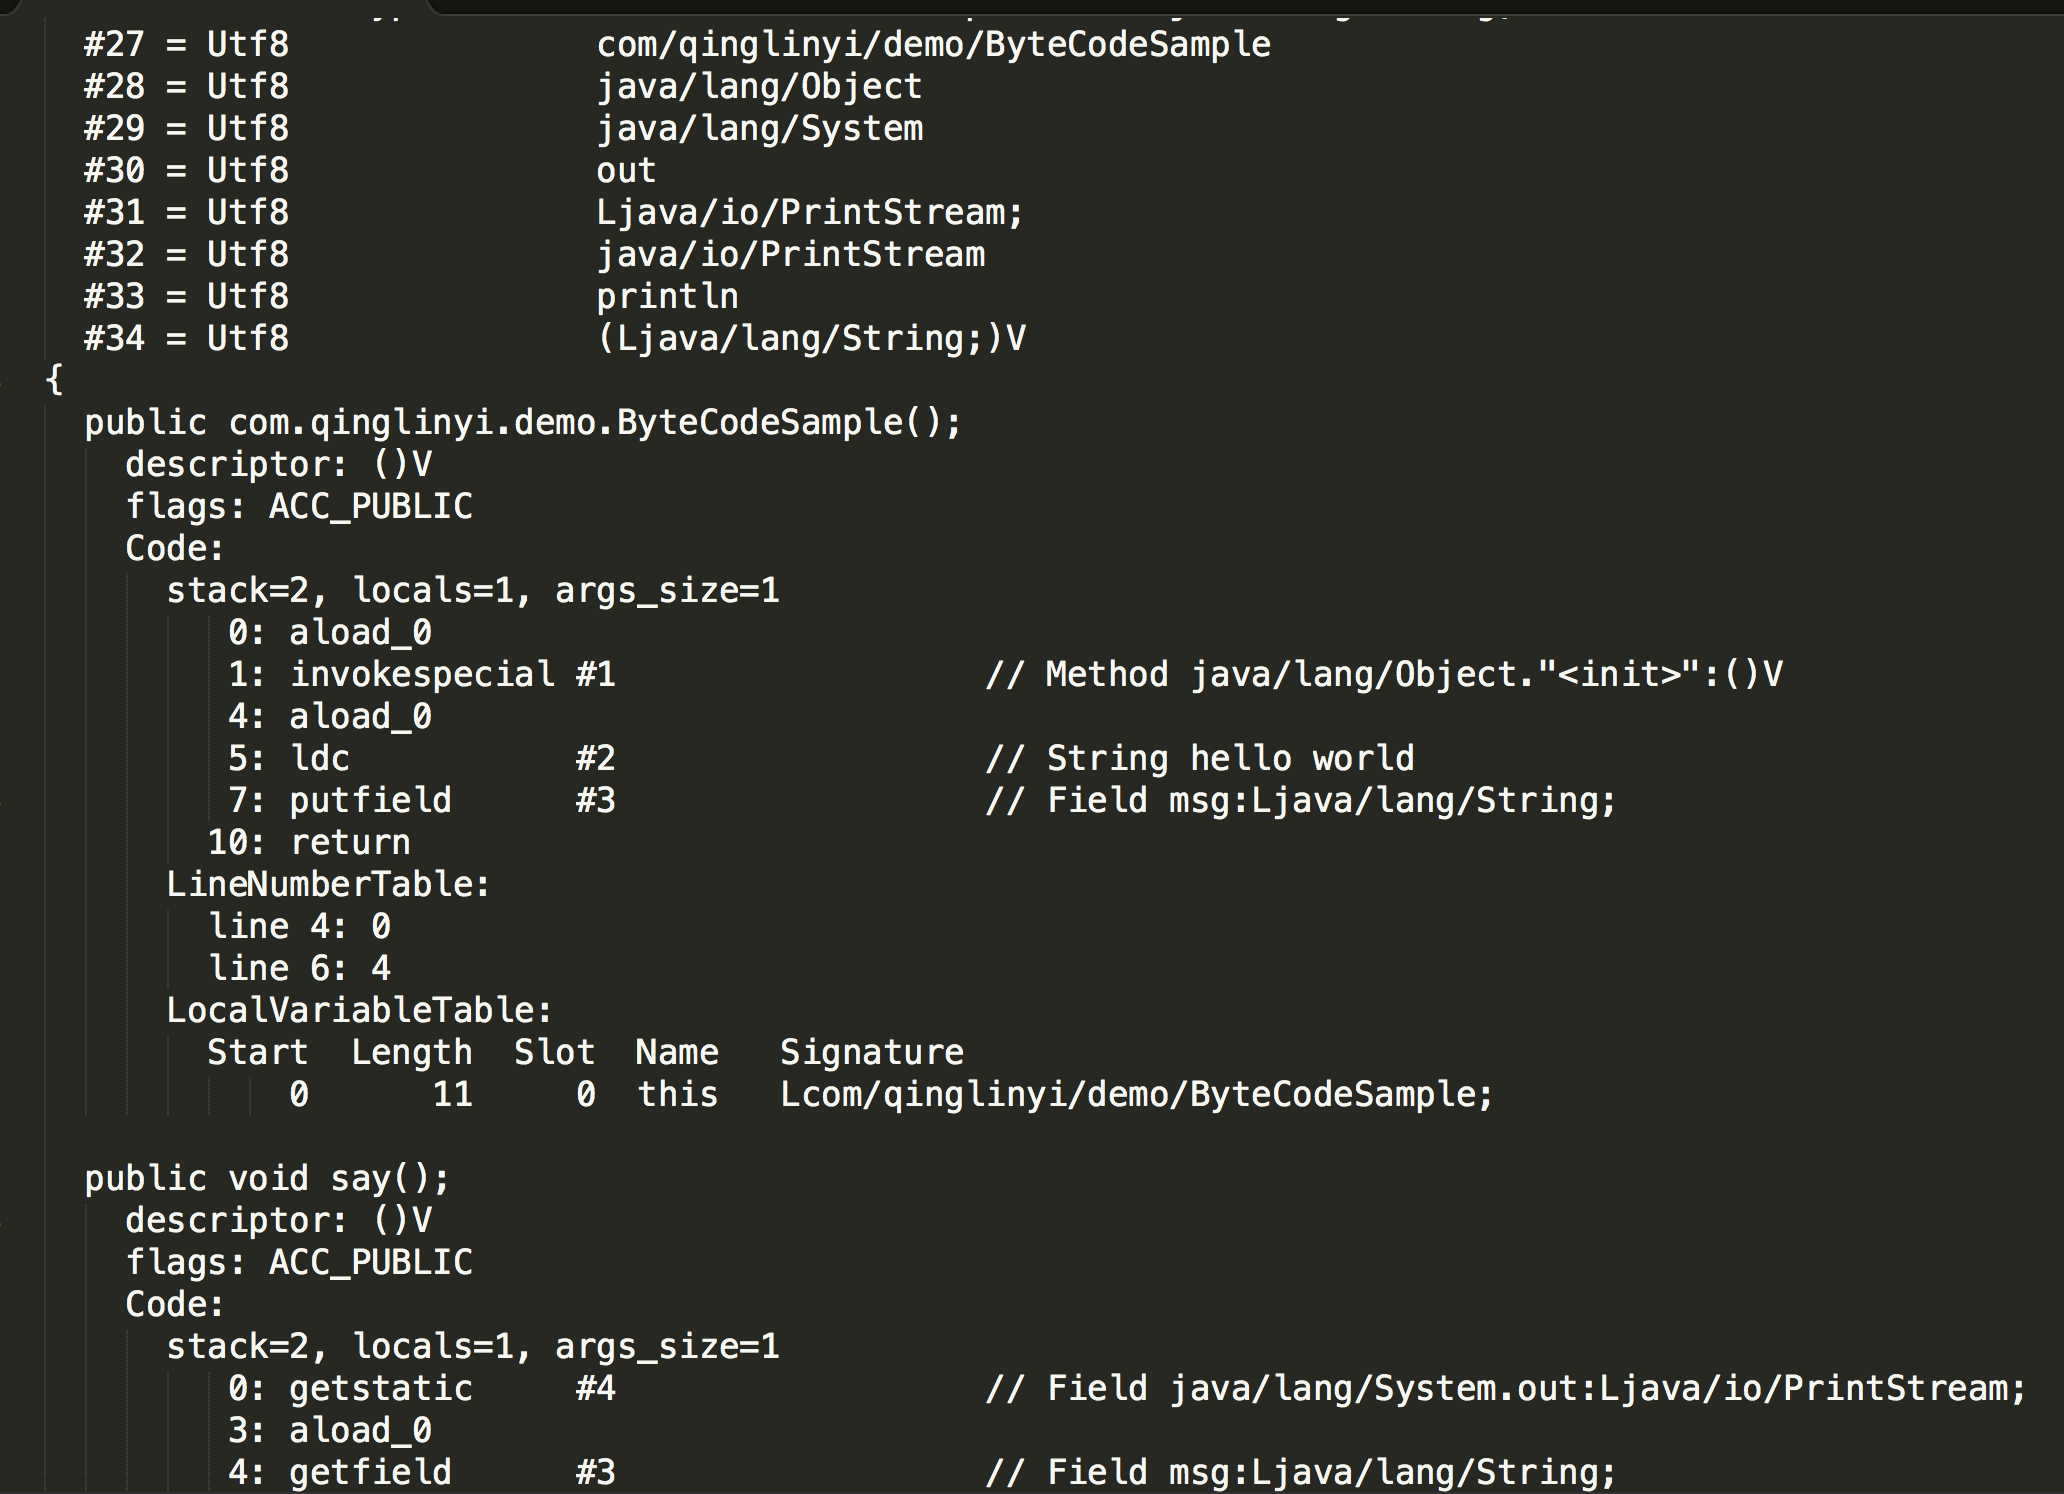 #27 = Utf8               com/qinglinyi/demo/ByteCodeSample
#28 = Utf8               java/lang/Object
#29 = Utf8               java/lang/System
#30 = Utf8               out
#31 = Utf8               Ljava/io/PrintStream;
#32 = Utf8               java/io/PrintStream
#33 = Utf8               println
#34 = Utf8               (Ljava/lang/String;)V
{
  public com.qinglinyi.demo.ByteCodeSample();
    descriptor: ()V
    flags: ACC_PUBLIC
    Code:
      stack=2, locals=1, args_size=1
         0: aload_0
         1: invokespecial #1                  // Method java/lang/Object."<init>":()V
         4: aload_0
         5: ldc           #2                  // String hello world
         7: putfield      #3                  // Field msg:Ljava/lang/String;
        10: return
      LineNumberTable:
        line 4: 0
        line 6: 4
      LocalVariableTable:
        Start  Length  Slot  Name   Signature
            0      11     0  this   Lcom/qinglinyi/demo/ByteCodeSample;
  public void say();
    descriptor: ()V
    flags: ACC_PUBLIC
    Code:
      stack=2, locals=1, args_size=1
         0: getstatic     #4                  // Field java/lang/System.out:Ljava/io/PrintStream;
         3: aload_0
         4: getfield      #3                  // Field msg:Ljava/lang/String;